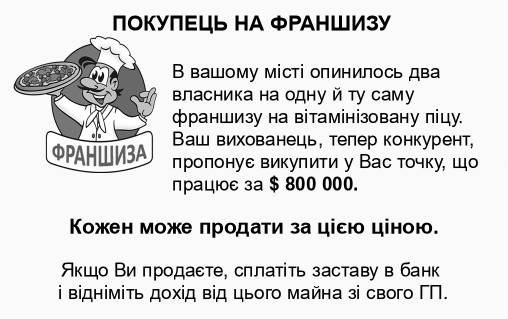 ПОКУПЕЦЬ НА ФРАНШИЗУ
В вашому місті опинилось два
власника на одну й ту саму
франшизу на вітамінізовану піцу.
Ваш вихованець, тепер конкурент,
пропонує викупити у Вас точку, що
працює за $ 800 000.
ФРАНШИЗА
Кожен може продати за цією ціною.
Якщо Ви продаєте, сплатіть заставу в банк
і відніміть дохід від цього майна зі свого ГП.